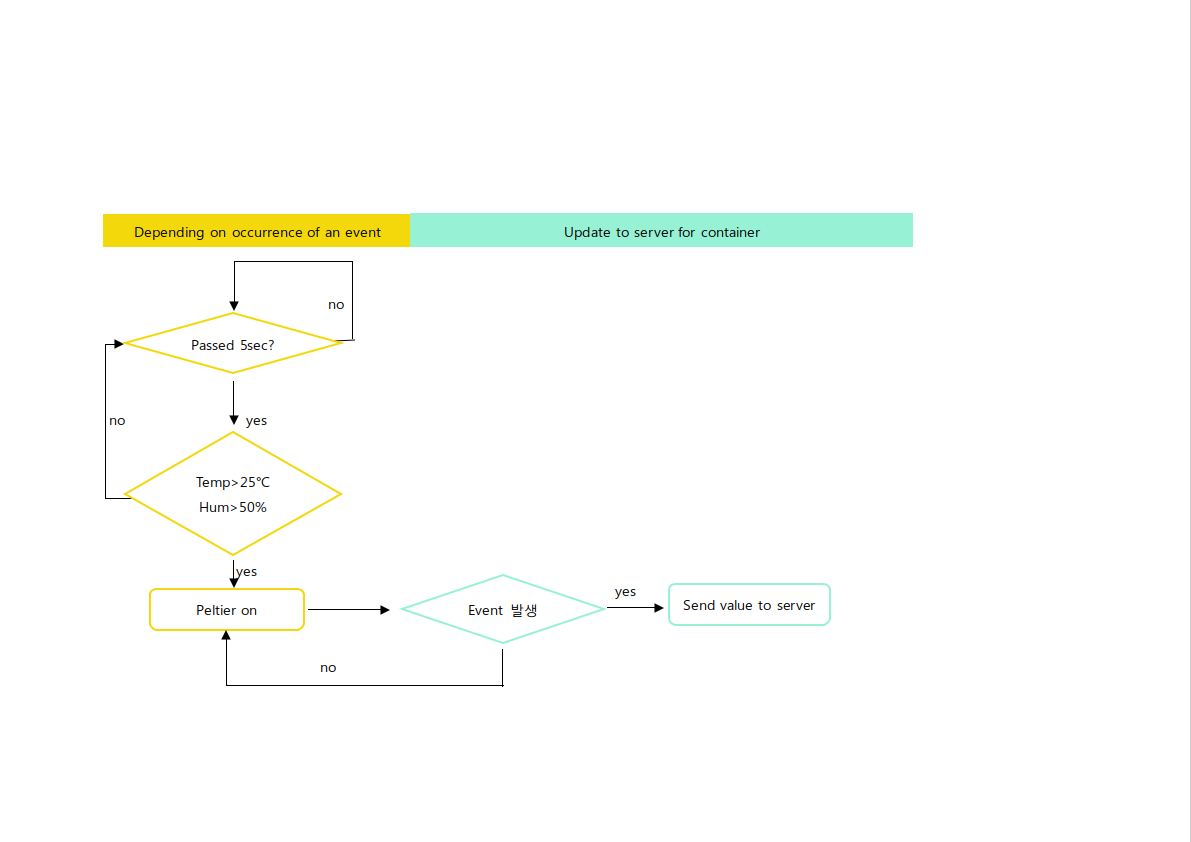 Depending on occurrence of an event
Update to server for container
no
Passed 5sec?
no
yes
Temp>25℃
Hum>50%
yes
Peltier on
Event 발생
yes
Send value to server
no